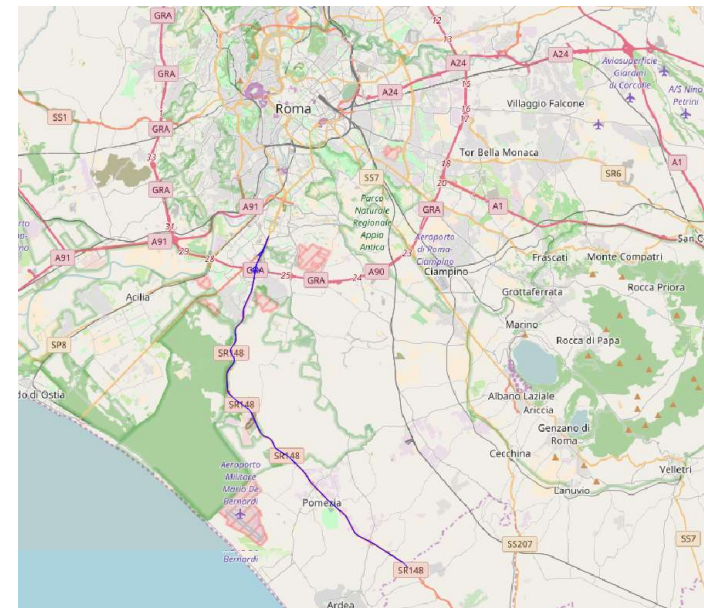 GRA
12
13
A24
A24
GRA
Aviosuperficie
Giardini
di Corcolle
A/S Nino
Petrini
16
A24
16
17
Villaggio Falcone
Roma
SS1
GRA
33
Tor Bella Monaca
18
A1
SS7
20
SR6
GRA
Parco
Naturale
Regionale
Appia
Antica
A91
GRA
A1
31
A91
29
28
Aeroporto
di Roma-
Ciampino
San C
A91
GRA
25
GRA
24
A90
23
Ciampino
Frascati
Monte Compatri
Acilia
Grottaferrata
Rocca Priora
Marino
SP8
SR148
Rocca di Papa
do di Ostia
SR148
Albano Laziale
Ariccia
Genzano di
Roma
SR148
Cecchina
Aeroporto
Militare
Mario De
Bernardi
Velletri
Lanuvio
Pomezia
SS207
SS7
Bernardi
SR148
Ardea